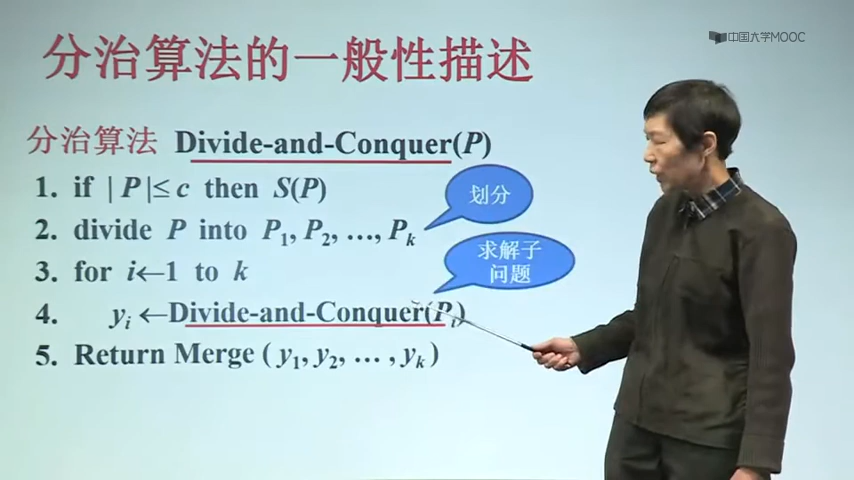 中国大学MOOC
分治算法的一般性描述
分治算法 Divide-and-Conquer(P)
1. if |P|≤ c then S(P)
2. divide P into P₁, P₂, …, Pₖ
划分
3. for i←1 to k
求解子
问题
4. yᵢ ←Divide-and-Conquer(Pᵢ)
5. Return Merge ( y₁, y₂, … , yₖ)